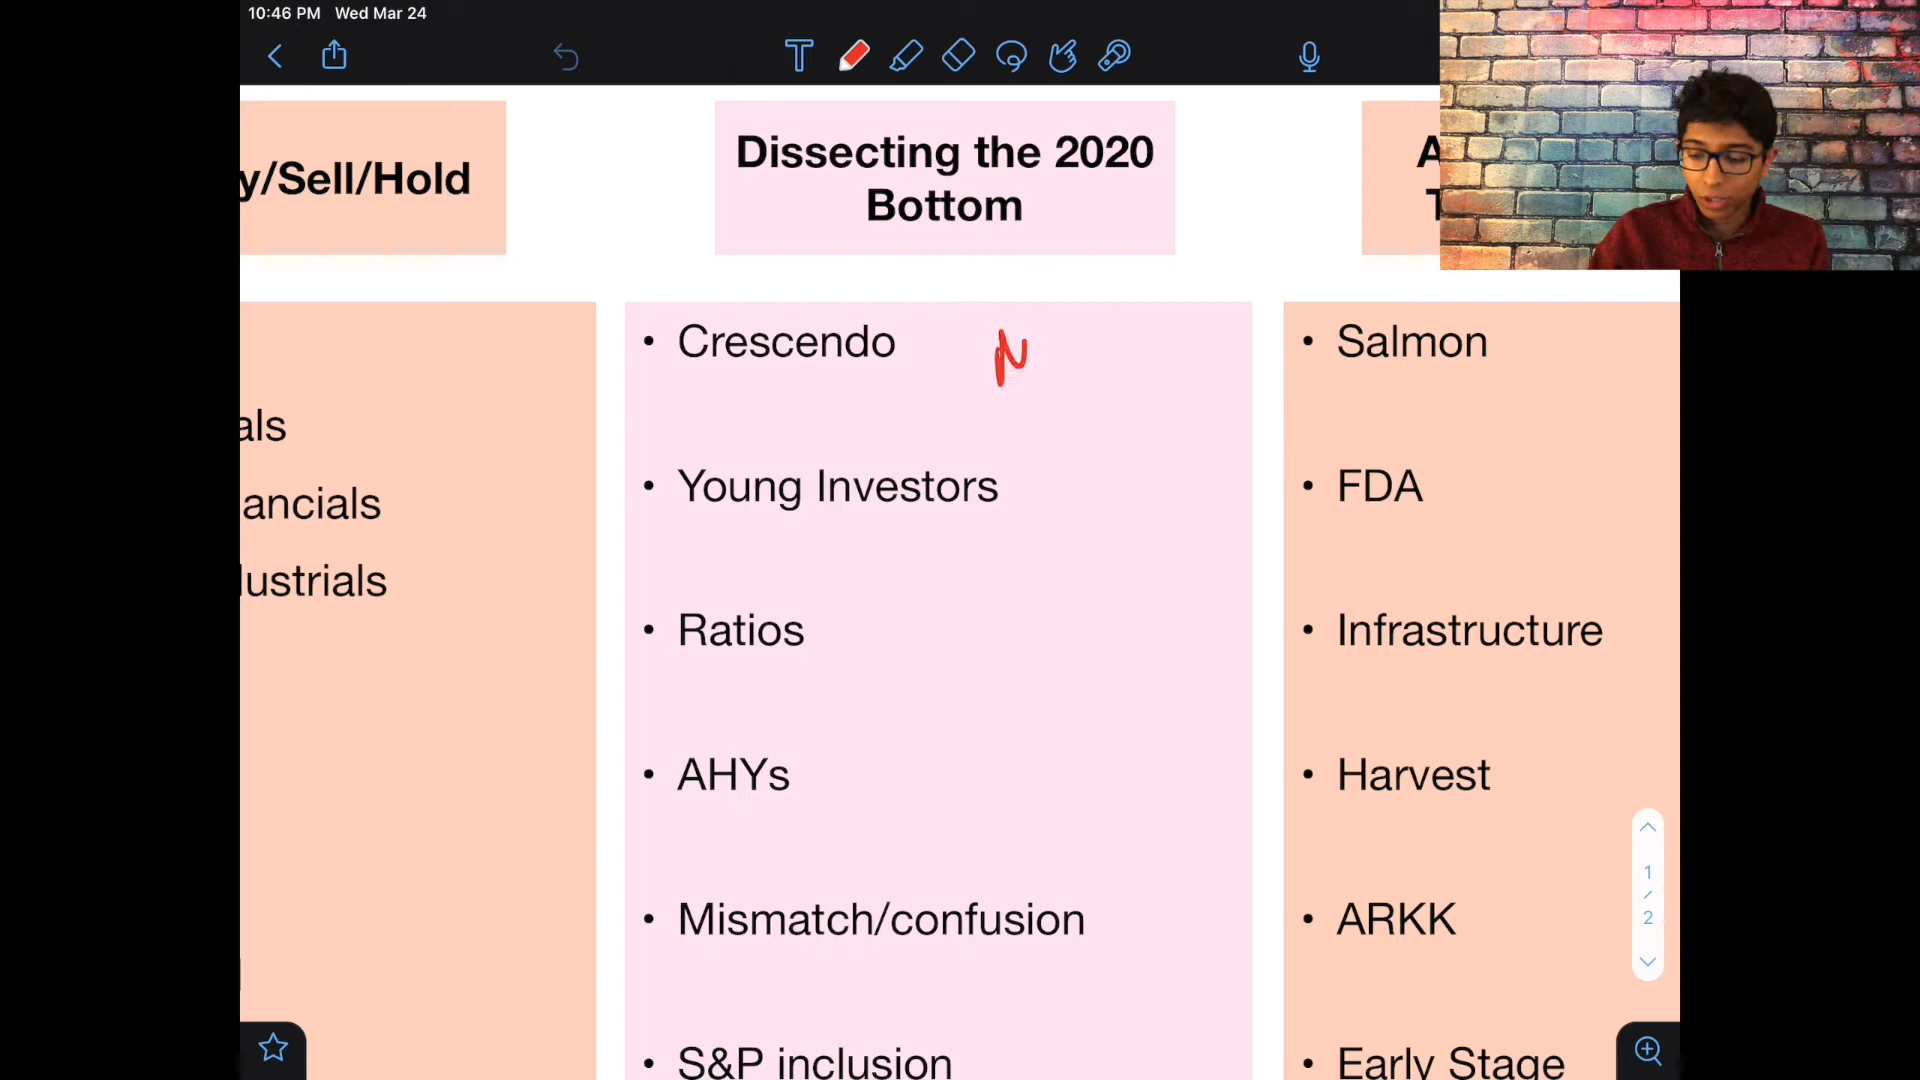 10:46 PM Wed Mar 24
y/Sell/Hold
Dissecting the 2020
Bottom
A
T
als
ancials
lustrials
• Crescendo N
• Young Investors
• Ratios
• AHYs
• Mismatch/confusion
• S&P inclusion
• Salmon
• FDA
• Infrastructure
• Harvest
• ARKK
• Early Stage
1
/
2